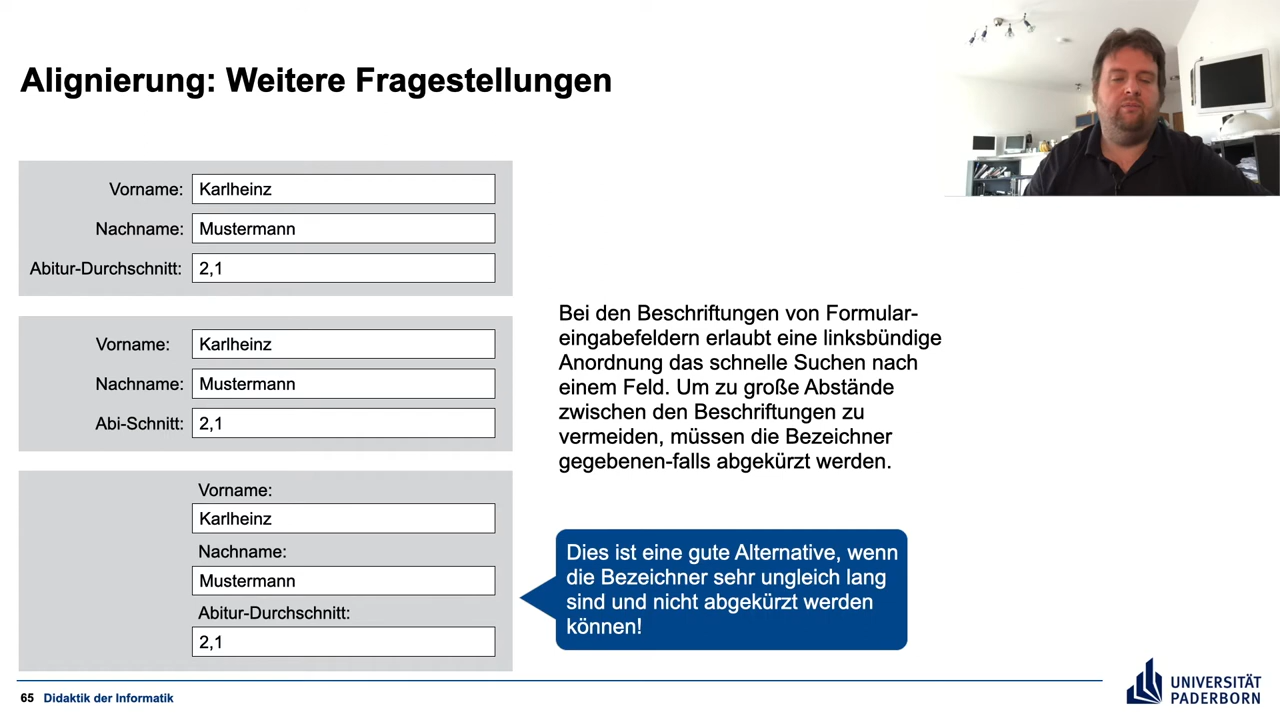 Alignierung: Weitere Fragestellungen
Vorname: Karlheinz
Nachname: Mustermann
Abitur-Durchschnitt: 2,1
Vorname: Karlheinz
Nachname: Mustermann
Abi-Schnitt: 2,1
Vorname:
Karlheinz
Nachname:
Mustermann
Abitur-Durchschnitt:
2,1
Bei den Beschriftungen von Formular-
eingabefeldern erlaubt eine linksbündige
Anordnung das schnelle Suchen nach
einem Feld. Um zu große Abstände
zwischen den Beschriftungen zu
vermeiden, müssen die Bezeichner
gegebenen-falls abgekürzt werden.
Dies ist eine gute Alternative, wenn
die Bezeichner sehr ungleich lang
sind und nicht abgekürzt werden
können!
65 Didaktik der Informatik
UNIVERSITÄT
PADERBORN